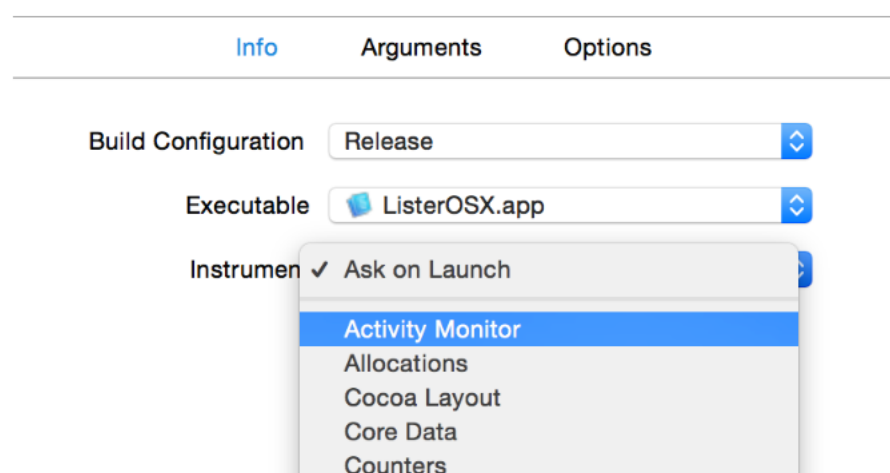 Info Arguments Options
Build Configuration Release
Executable ListerOSX.app
Instrumen ✓ Ask on Launch
Activity Monitor
Allocations
Cocoa Layout
Core Data
Counters